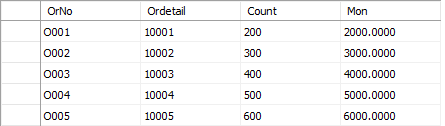 OrNo Ordetail Count Mon
O001 10001 200 2000.0000
O002 10002 300 3000.0000
O003 10003 400 4000.0000
O004 10004 500 5000.0000
O005 10005 600 6000.0000